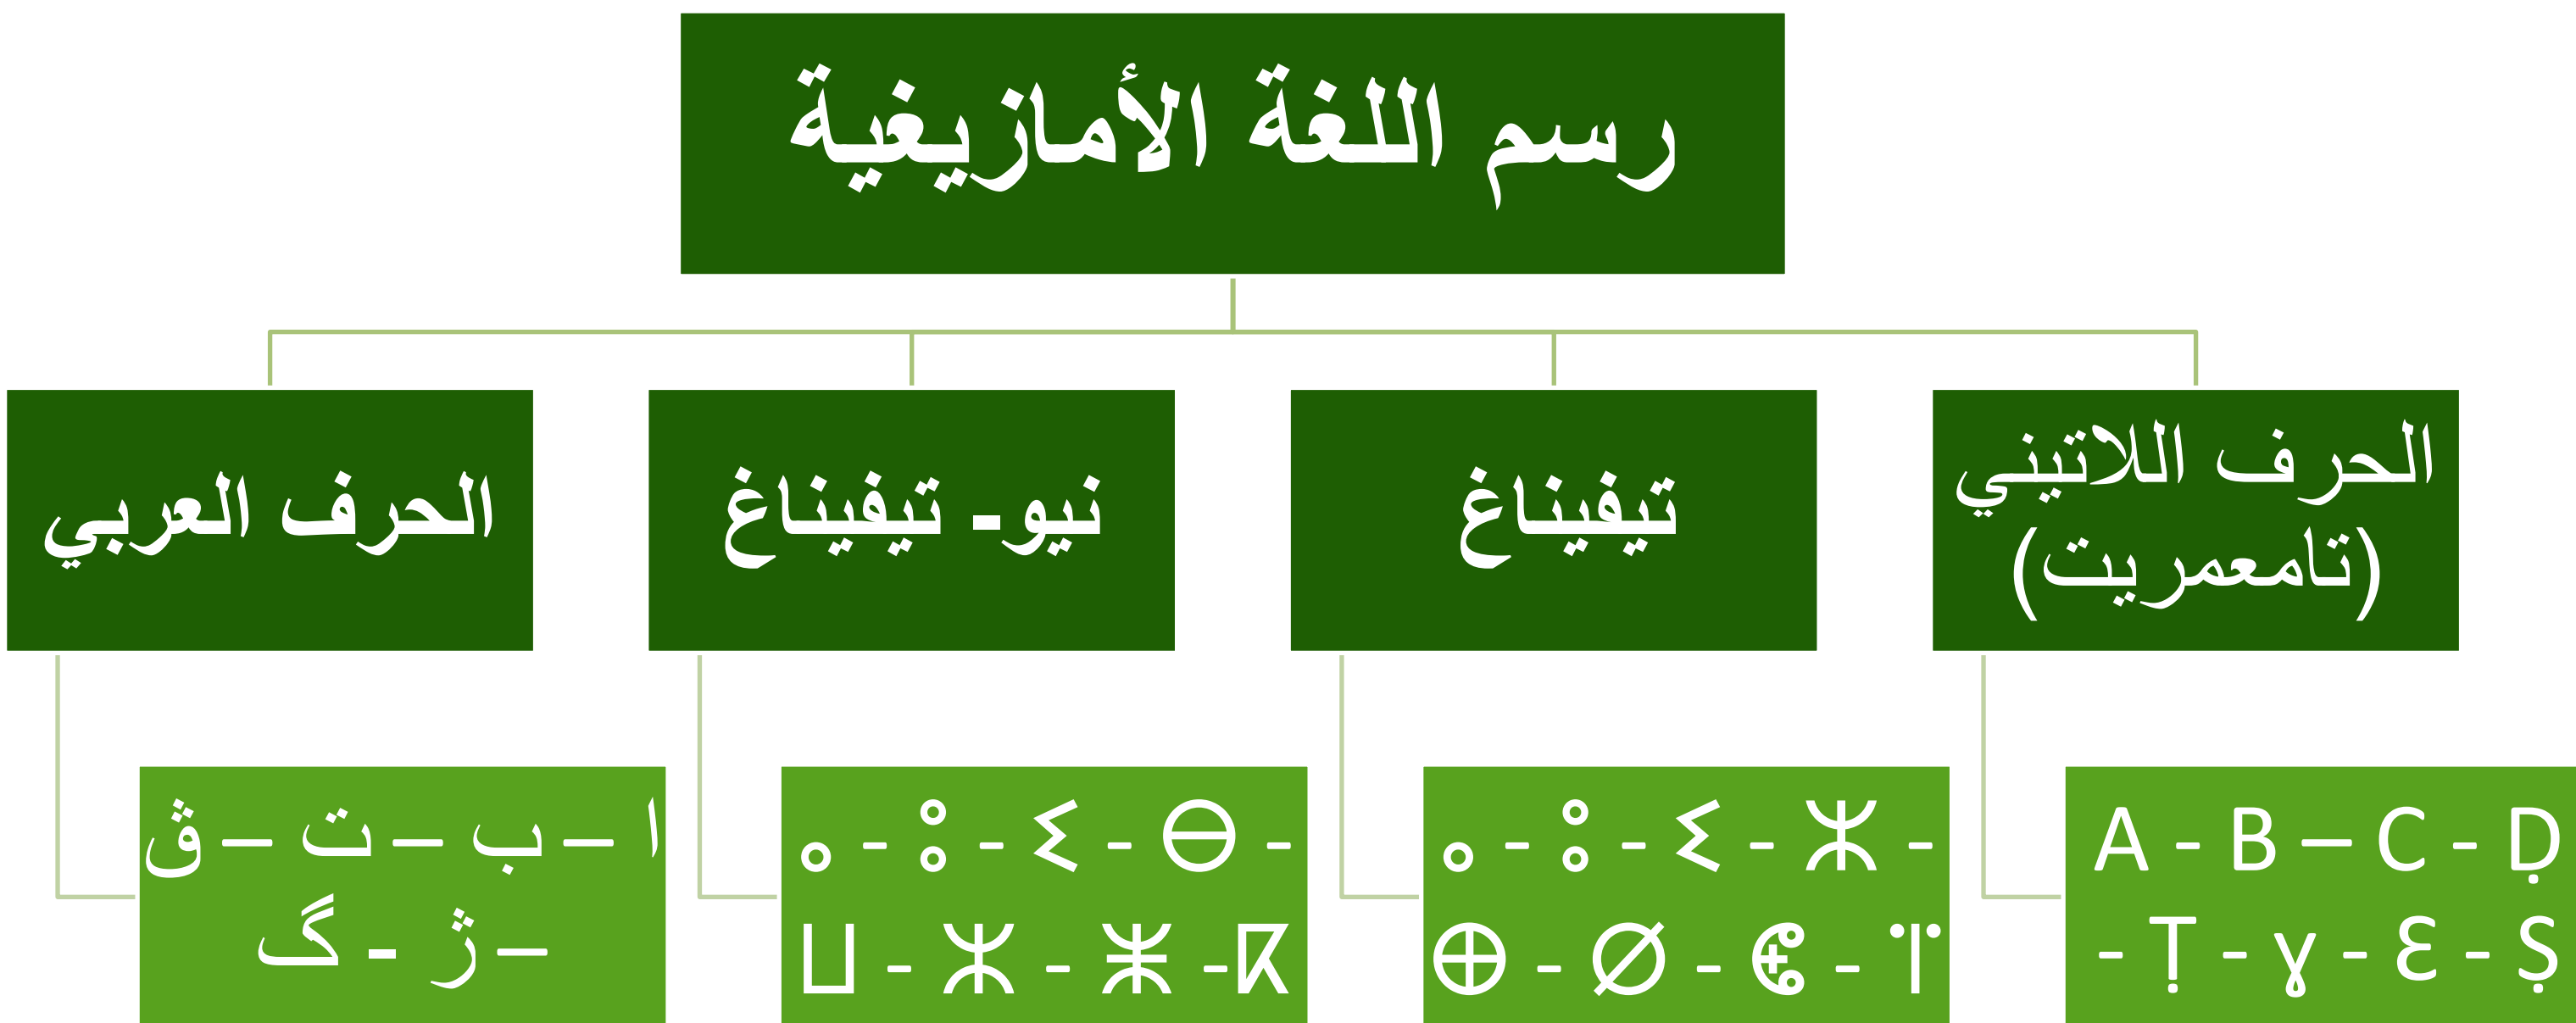 رسم اللغة الأمازيغية
الحرف اللاتيني
(تامعمريت)
تيفيناغ
نيو- تيفيناغ
الحرف العربي
A - B – C - Ḍ
- Ṭ - ɣ - Ɛ - Ṣ
ⴰ - ⵓ - ⵉ - ⵣ -
ⴲ - ⵁ - ⵞ - ⵑ
ⴰ - ⵓ - ⵉ - ⴱ -
ⵡ - ⵣ - ⵥ -ⴽ
ا – ب – ت – ڨ
– ژ - گ